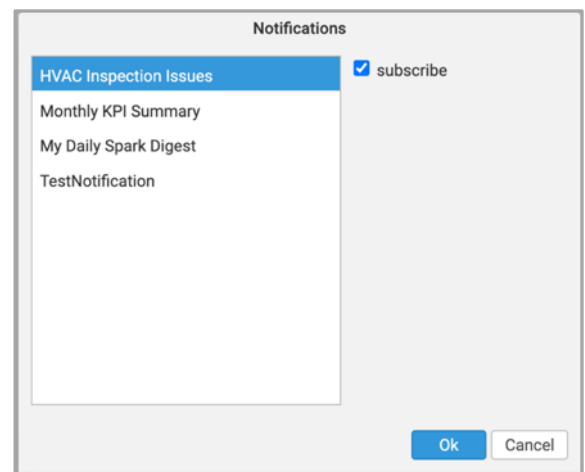 Notifications
HVAC Inspection Issues
subscribe
Monthly KPI Summary
My Daily Spark Digest
TestNotification
Ok
Cancel